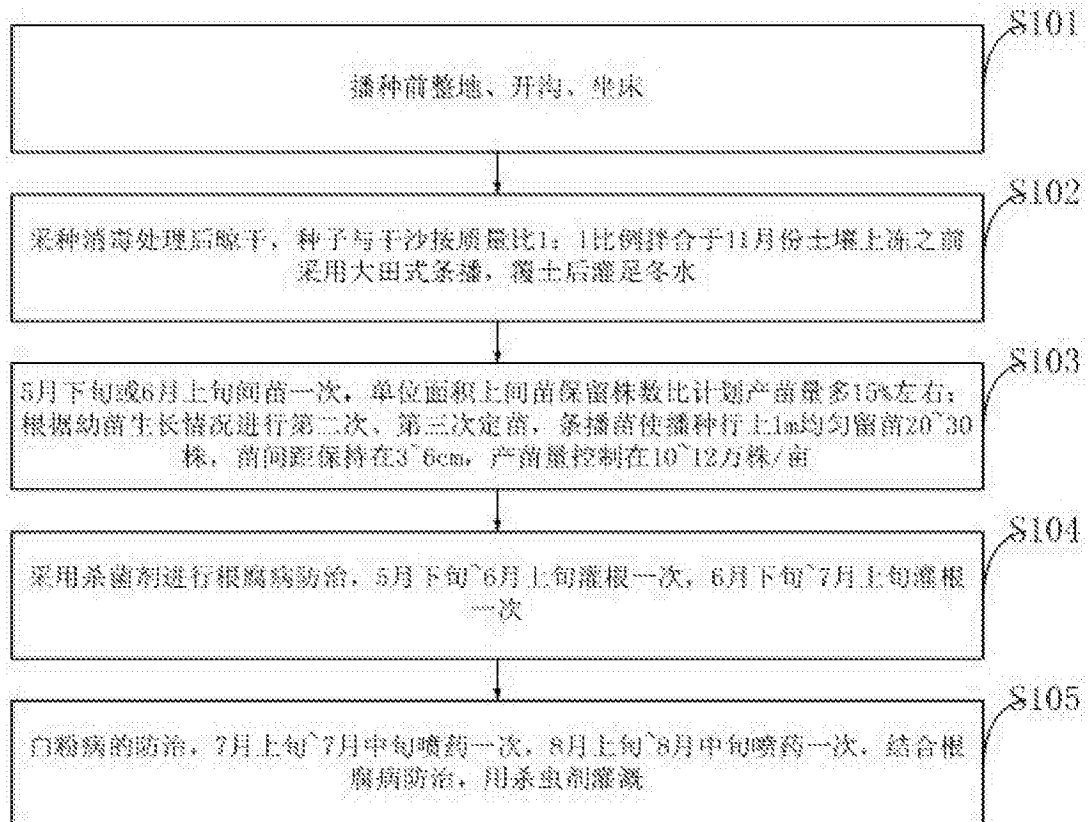 S101
播种前整地、开沟、坐床
S102
采种消毒处理后晾干，种子与干沙按质量比1：1比例拌合于11月份土壤上冻之前
采用大田式条播，覆土后灌足冬水
S103
5月下旬或6月上旬间苗一次，单位面积上间苗保留株数比计划产苗量多15%左右；
根据幼苗生长情况进行第二次、第三次定苗，条播苗使播种行上1m均匀留苗20~30
株，苗间距保持在3~6cm，产苗量控制在10~12万株/亩
S104
采用杀菌剂进行根腐病防治，5月下旬~6月上旬灌根一次，6月下旬~7月上旬灌根
一次
S105
白粉病的防治，7月上旬~7月中旬喷药一次，8月上旬~8月中旬喷药一次，结合根
腐病防治，用杀虫剂灌溉